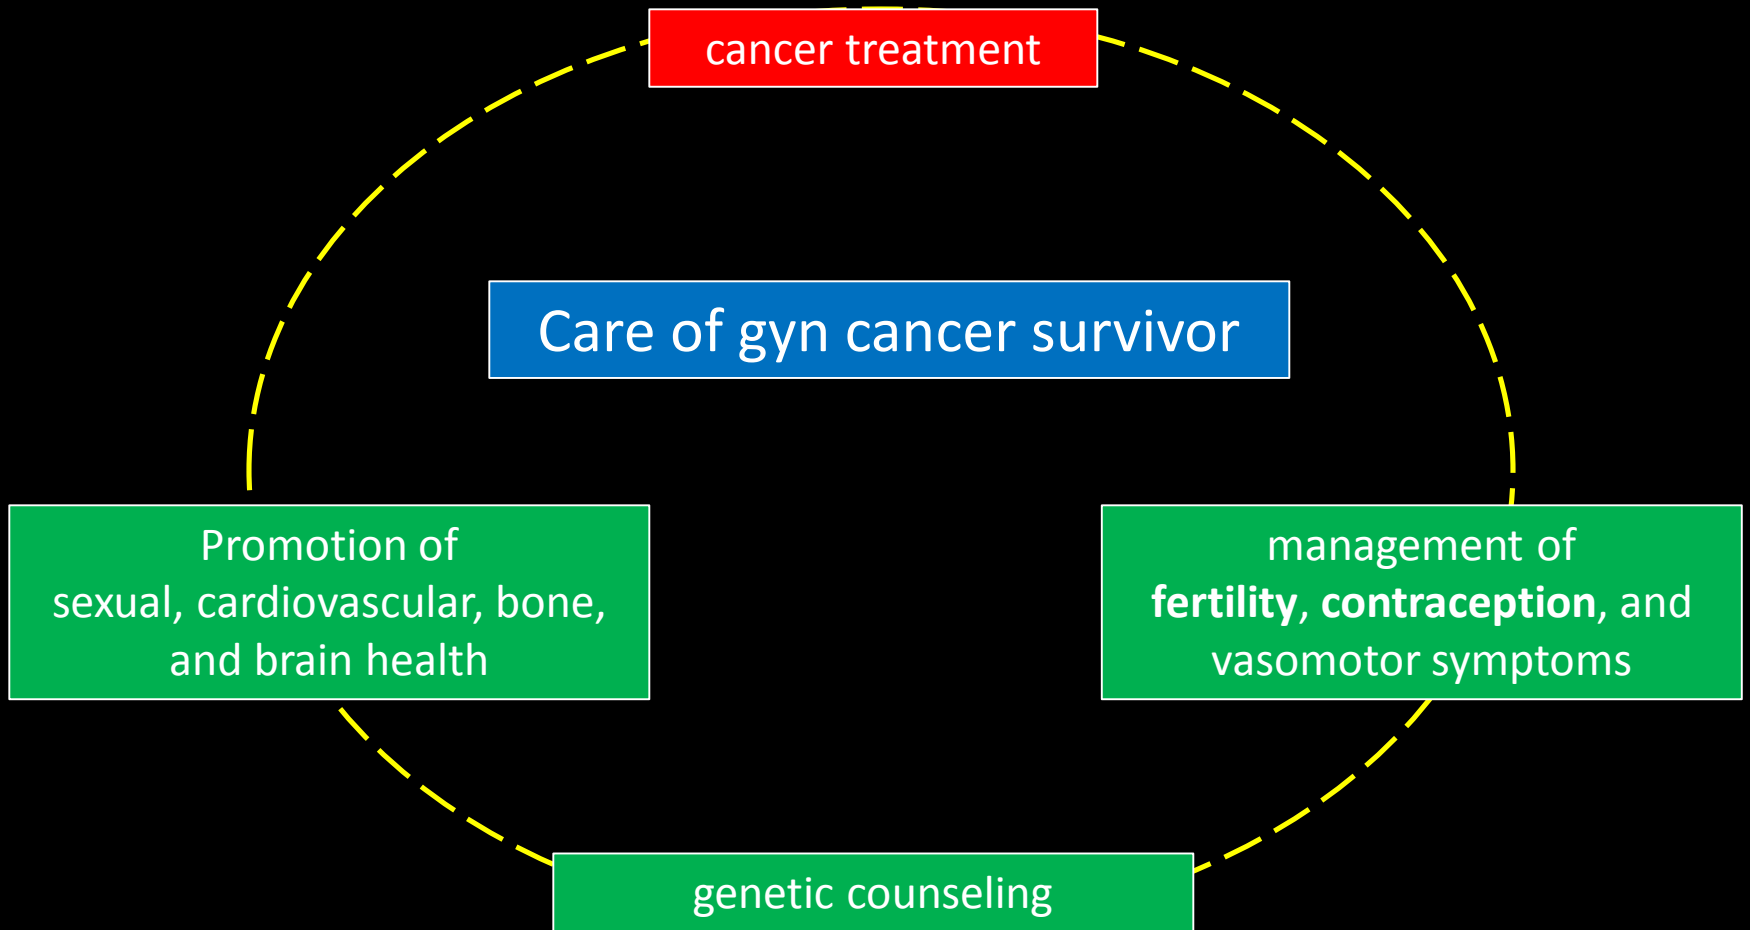 cancer treatment
Care of gyn cancer survivor
Promotion of
sexual, cardiovascular, bone,
and brain health
management of
fertility, contraception, and
vasomotor symptoms
genetic counseling